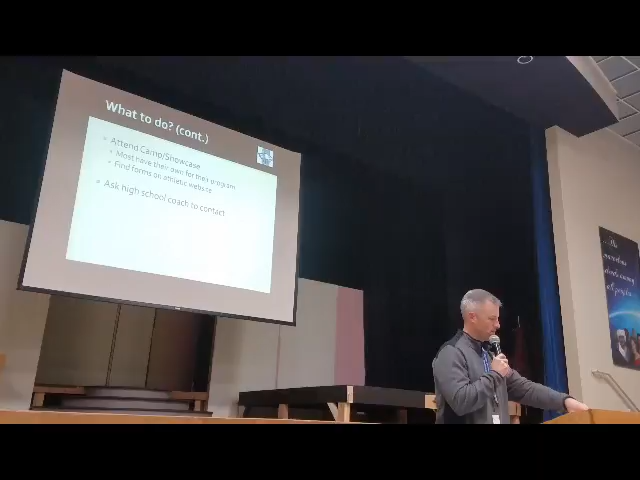 What to do? (cont.)
Attend Camp/Showcase
Most have their own for their program
Find forms on athletic website
Ask high school coach to contact